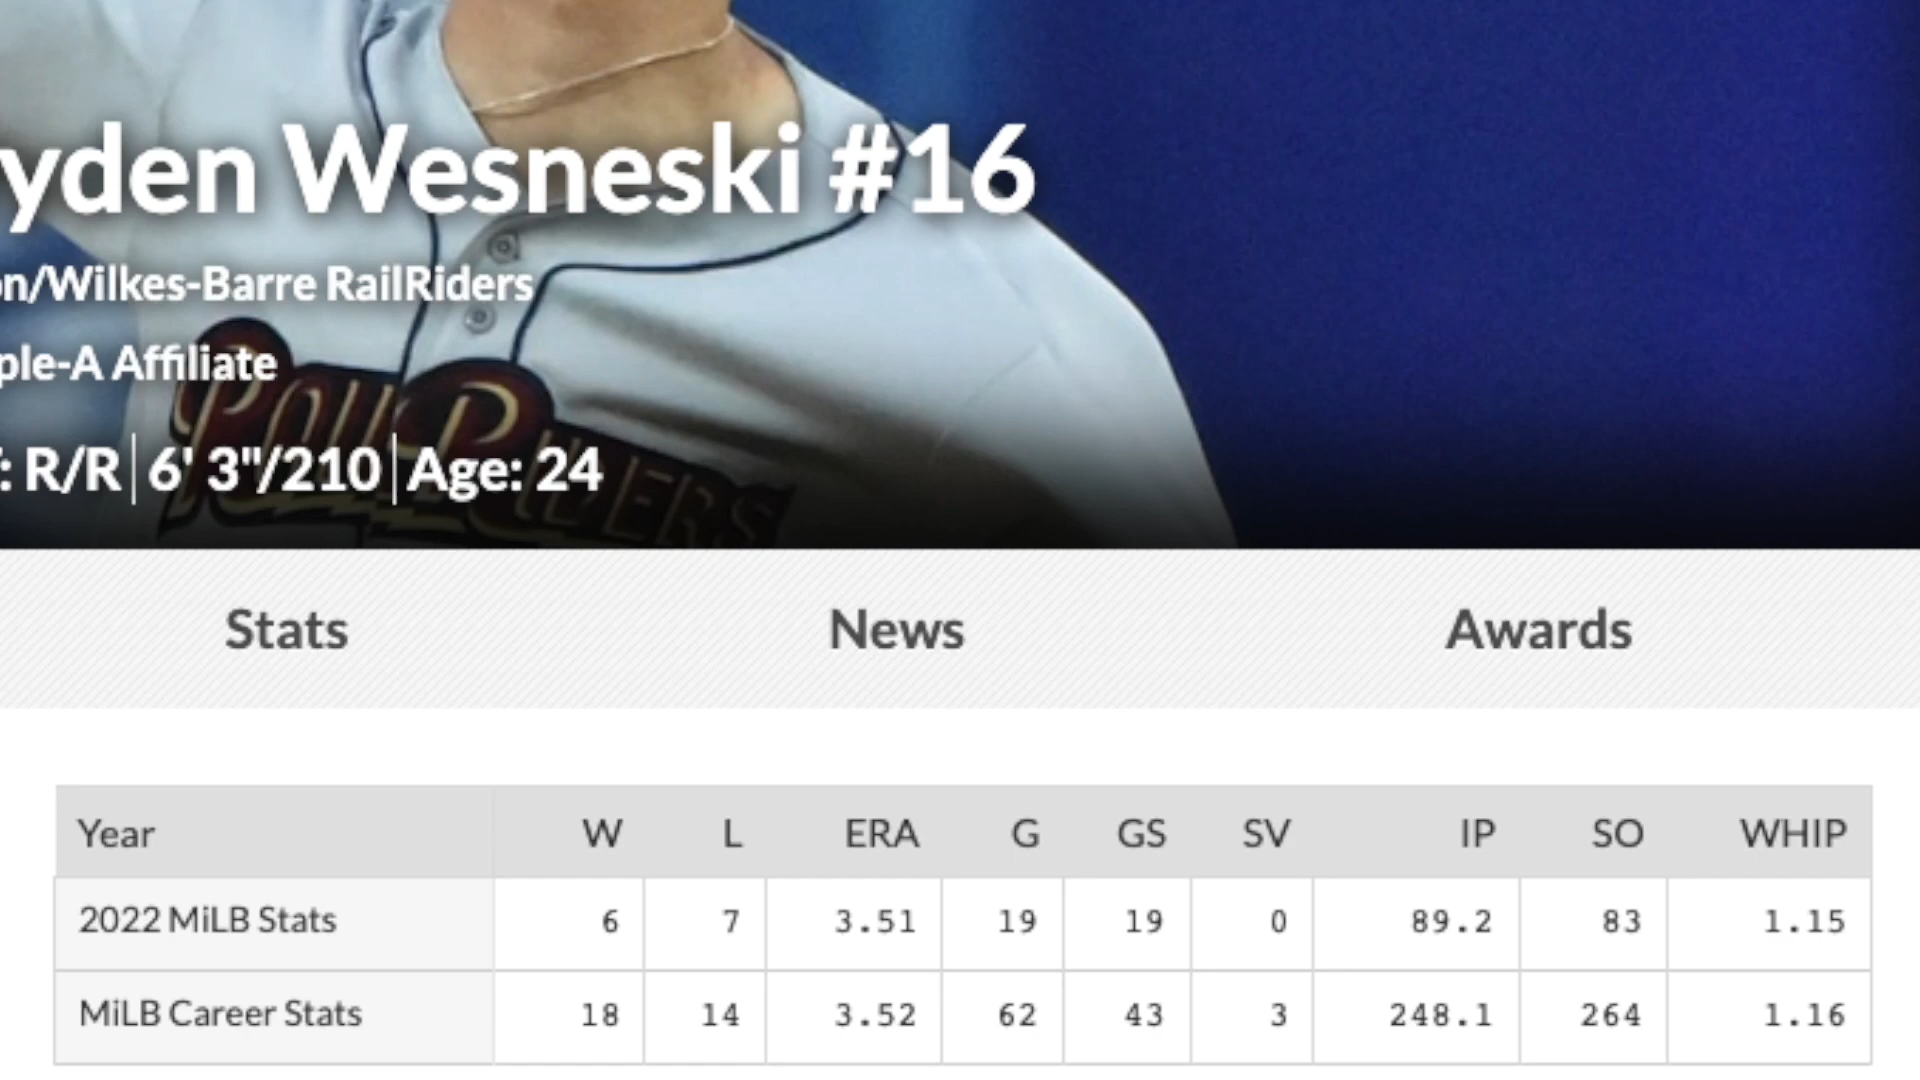 yden Wesneski #16
on/Wilkes-Barre RailRiders
ple-A Affiliate
: R/R | 6' 3"/210 | Age: 24
RAILRIDERS
Stats News Awards
Year W L ERA G GS SV IP SO WHIP
2022 MiLB Stats 6 7 3.51 19 19 0 89.2 83 1.15
MiLB Career Stats 18 14 3.52 62 43 3 248.1 264 1.16